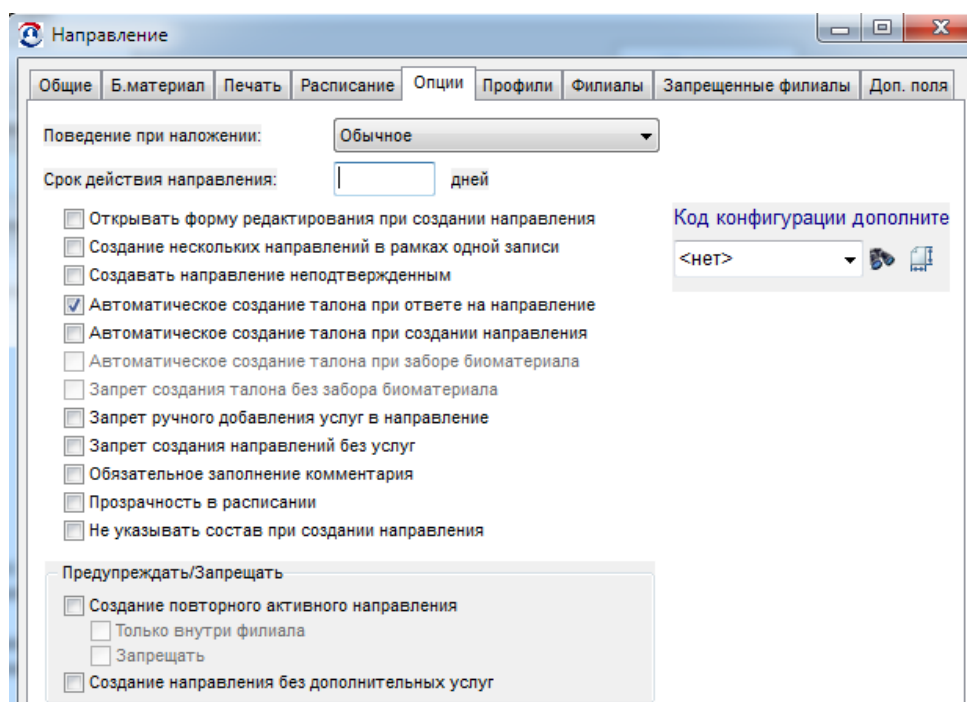 Направление
Общие Б.материал Печать Расписание Опции Профили Филиалы Запрещенные филиалы Доп. поля
Поведение при наложении: Обычное
Срок действия направления: дней
Открывать форму редактирования при создании направления
Код конфигурации дополните
Создание нескольких направлений в рамках одной записи
<нет>
Создавать направление неподтвержденным
Автоматическое создание талона при ответе на направление
Автоматическое создание талона при создании направления
Автоматическое создание талона при заборе биоматериала
Запрет создания талона без забора биоматериала
Запрет ручного добавления услуг в направление
Запрет создания направлений без услуг
Обязательное заполнение комментария
Прозрачность в расписании
Не указывать состав при создании направления
Предупреждать/Запрещать
Создание повторного активного направления
Только внутри филиала
Запрещать
Создание направления без дополнительных услуг